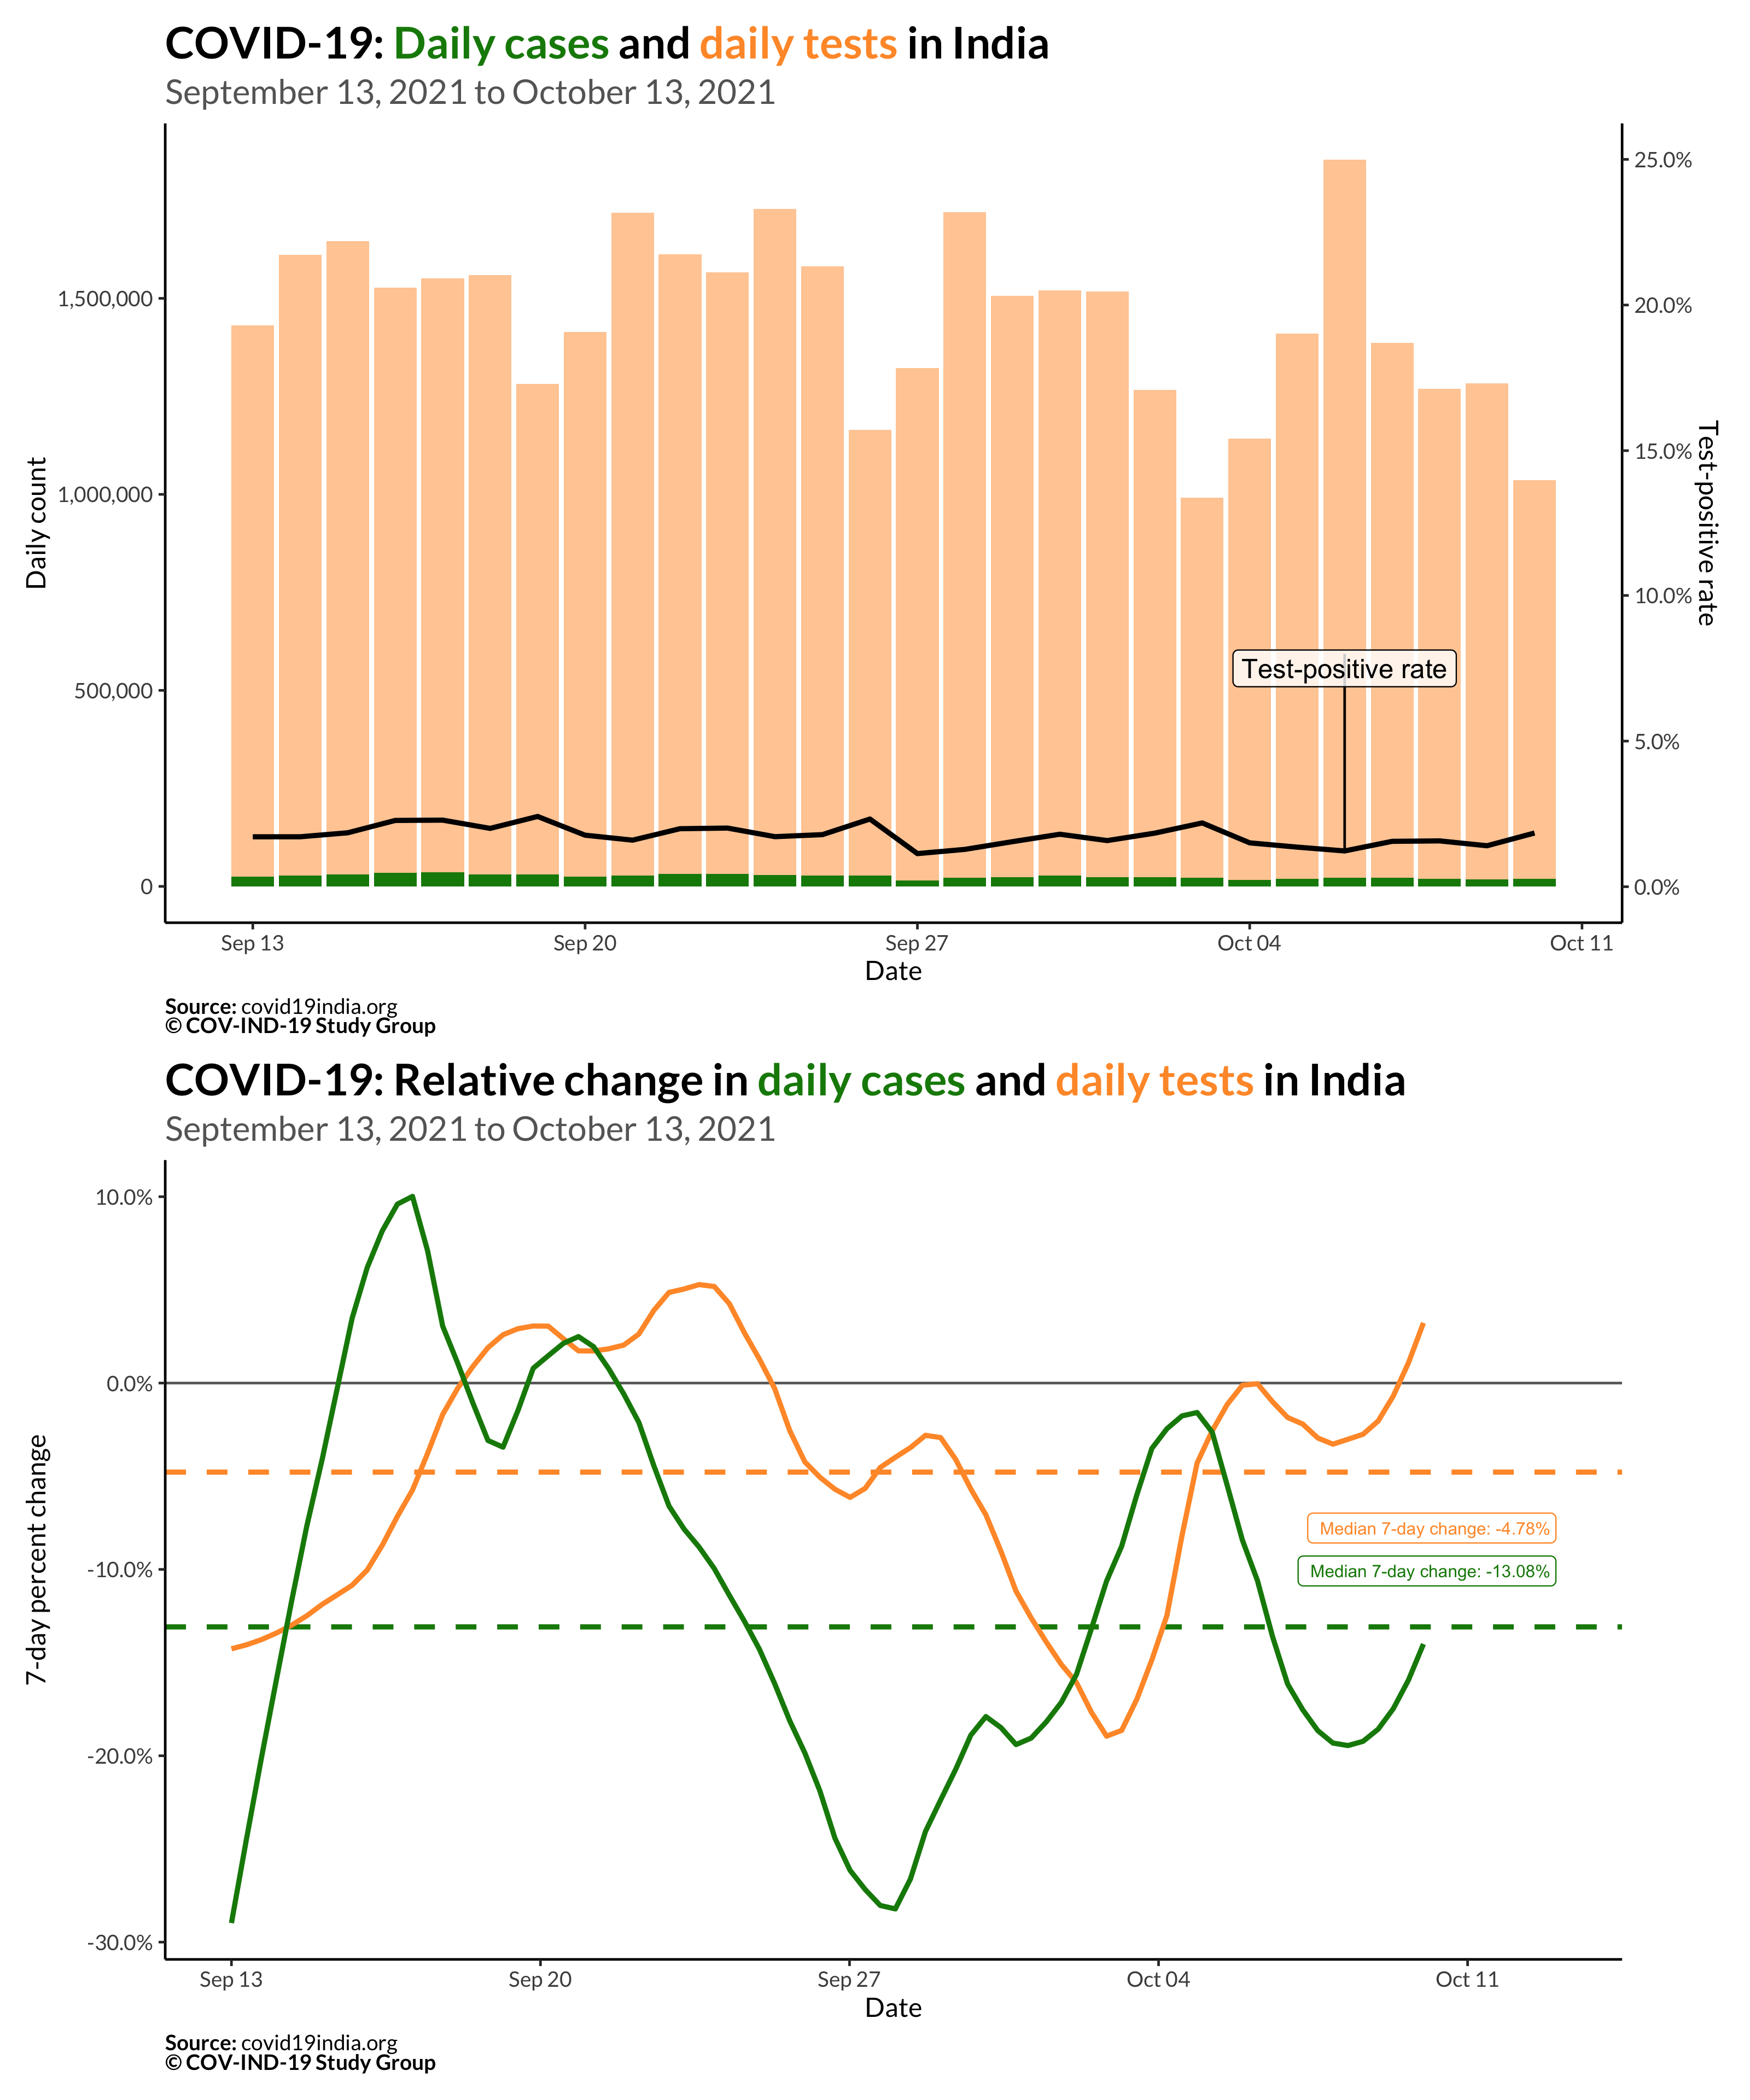 COVID-19: Daily cases and daily tests in India
September 13, 2021 to October 13, 2021
Daily count
1,500,000
1,000,000
500,000
0
25.0%
20.0%
15.0%
10.0%
5.0%
0.0%
Test-positive rate
Test-positive rate
Sep 13
Sep 20
Sep 27
Oct 04
Oct 11
Date
Source: covid19india.org
© COV-IND-19 Study Group
COVID-19: Relative change in daily cases and daily tests in India
September 13, 2021 to October 13, 2021
7-day percent change
10.0%
0.0%
-10.0%
-20.0%
-30.0%
Median 7-day change: -4.78%
Median 7-day change: -13.08%
Sep 13
Sep 20
Sep 27
Oct 04
Oct 11
Date
Source: covid19india.org
© COV-IND-19 Study Group